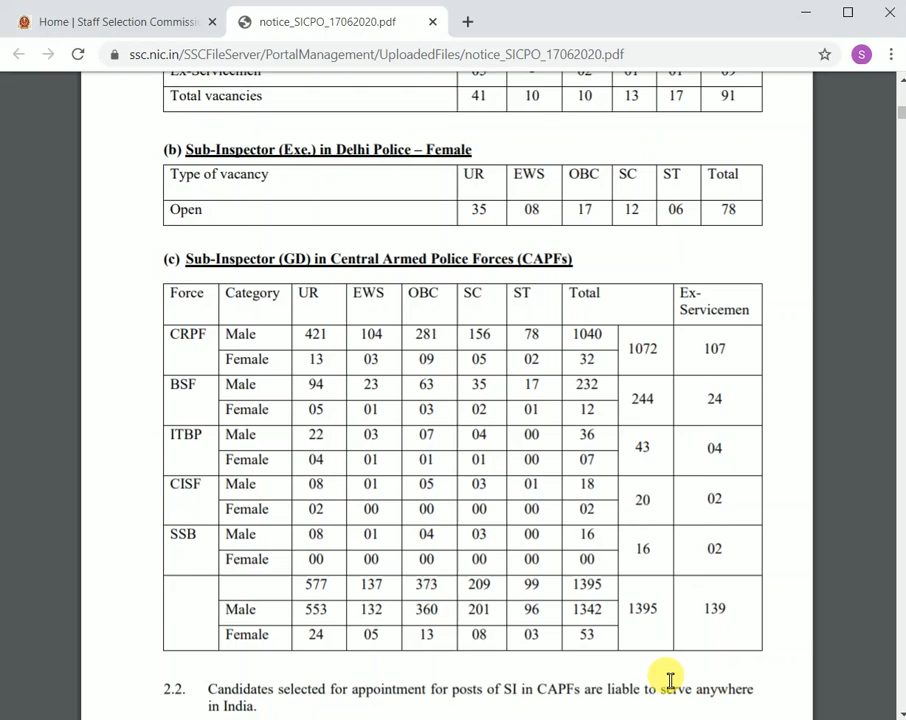 Home | Staff Selection Commissi
notice_SICPO_17062020.pdf
ssc.nic.in/SSCFileServer/PortalManagement/UploadedFiles/notice_SICPO_17062020.pdf
S
Total vacancies 41 10 10 13 17 91
(b) Sub-Inspector (Exe.) in Delhi Police – Female
Type of vacancy UR EWS OBC SC ST Total
Open 35 08 17 12 06 78
(c) Sub-Inspector (GD) in Central Armed Police Forces (CAPFs)
Force Category UR EWS OBC SC ST Total Ex-
Servicemen
CRPF Male 421 104 281 156 78 1040
1072 107
Female 13 03 09 05 02 32
BSF Male 94 23 63 35 17 232
244 24
Female 05 01 03 02 01 12
ITBP Male 22 03 07 04 00 36
43 04
Female 04 01 01 01 00 07
CISF Male 08 01 05 03 01 18
20 02
Female 02 00 00 00 00 02
SSB Male 08 01 04 03 00 16
16 02
Female 00 00 00 00 00 00
577 137 373 209 99 1395
Male 553 132 360 201 96 1342 1395 139
Female 24 05 13 08 03 53
2.2. Candidates selected for appointment for posts of SI in CAPFs are liable to serve anywhere
in India.